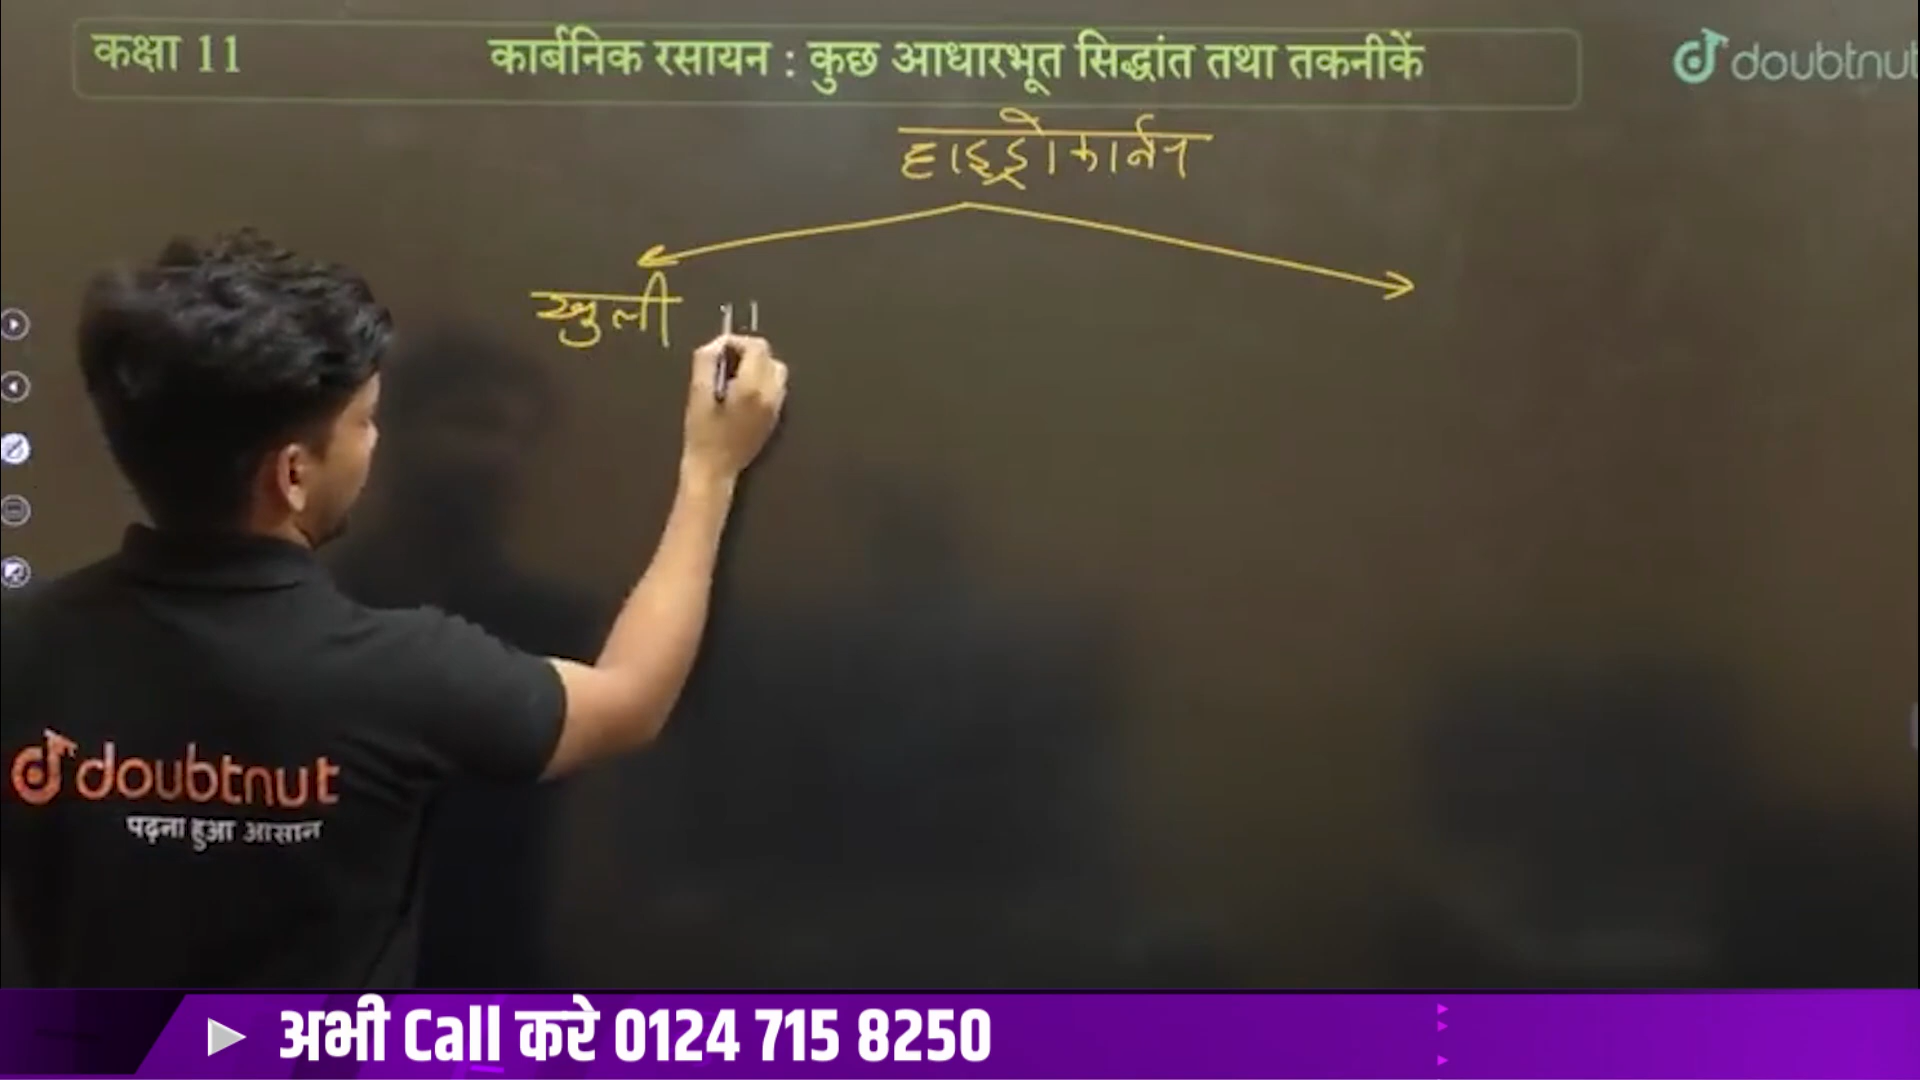 कक्षा 11 कार्बनिक रसायन : कुछ आधारभूत सिद्धांत तथा तकनीकें doubtnut
हाइड्रोकार्बन
खुली
doubtnut
पढ़ना हुआ आसान
अभी Call करे 0124 715 8250